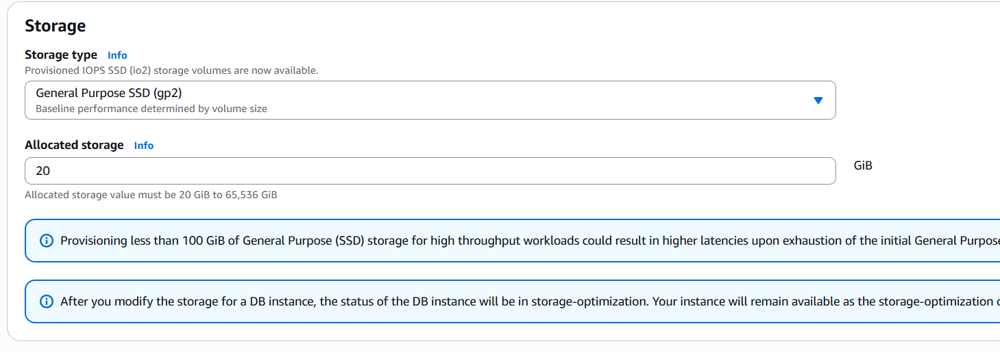 Storage
Storage type Info
Provisioned IOPS SSD (io2) storage volumes are now available.
General Purpose SSD (gp2)
Baseline performance determined by volume size
Allocated storage Info
20 GiB
Allocated storage value must be 20 GiB to 65,536 GiB
Provisioning less than 100 GiB of General Purpose (SSD) storage for high throughput workloads could result in higher latencies upon exhaustion of the initial General Purpose
After you modify the storage for a DB instance, the status of the DB instance will be in storage-optimization. Your instance will remain available as the storage-optimization